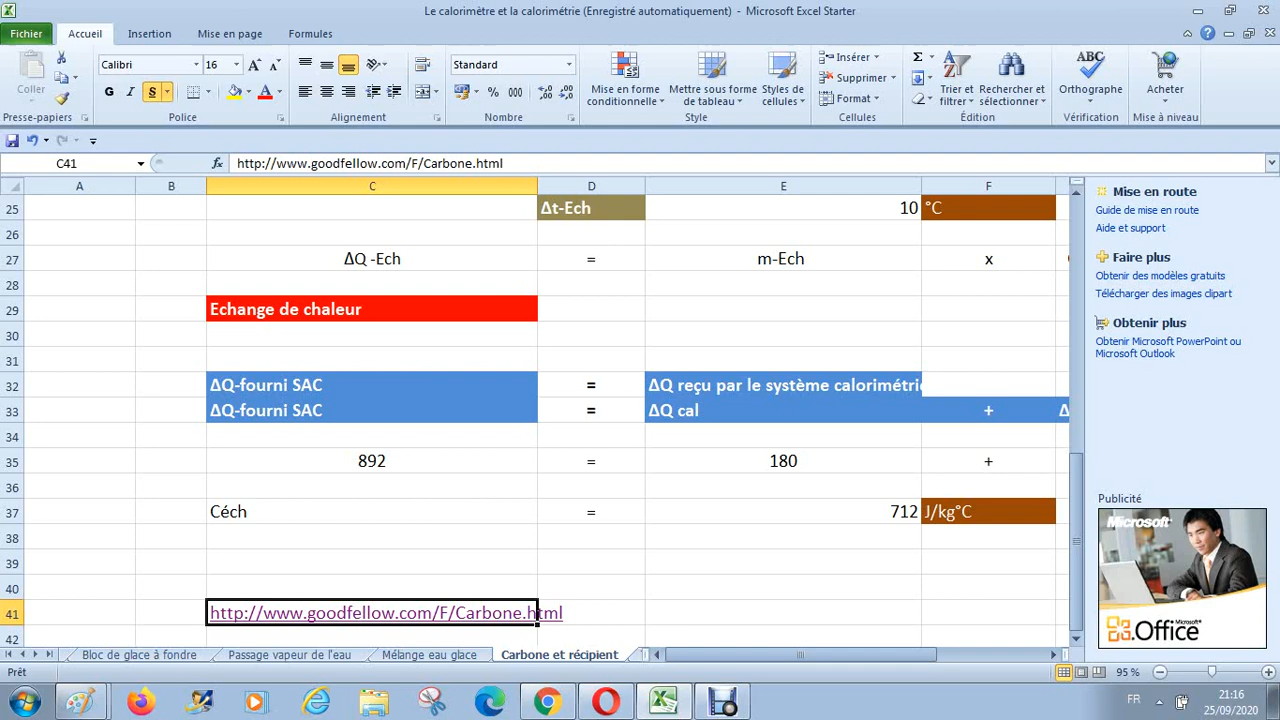 Le calorimètre et la calorimétrie (Enregistré automatiquement) - Microsoft Excel Starter
Fichier Accueil Insertion Mise en page Formules
Calibri 16 Standard
Coller
G I S
Mise en forme conditionnelle
Mettre sous forme de tableau
Styles de cellules
Insérer
Supprimer
Format
Trier et filtrer
Rechercher et sélectionner
ABC
Orthographe
Acheter
Presse-papiers Police Alignement Nombre Style Cellules Édition Vérification Mise à niveau
C41 fx http://www.goodfellow.com/F/Carbone.html
A B C D E F
25 Δt-Ech 10 °C
26
27 ΔQ -Ech = m-Ech x
28
29 Echange de chaleur
30
31
32 ΔQ-fourni SAC = ΔQ reçu par le système calorimétri
33 ΔQ-fourni SAC = ΔQ cal + Δ
34
35 892 = 180 +
36
37 Céch = 712 J/kg°C
38
39
40
41 http://www.goodfellow.com/F/Carbone.html
42
Mise en route
Guide de mise en route
Aide et support
Faire plus
Obtenir des modèles gratuits
Télécharger des images clipart
Obtenir plus
Obtenir Microsoft PowerPoint ou
Microsoft Outlook
Publicité
Microsoft
Microsoft
Office
Bloc de glace à fondre Passage vapeur de l'eau Mélange eau glace Carbone et récipient
Prêt 95 %
FR 21:16
25/09/2020